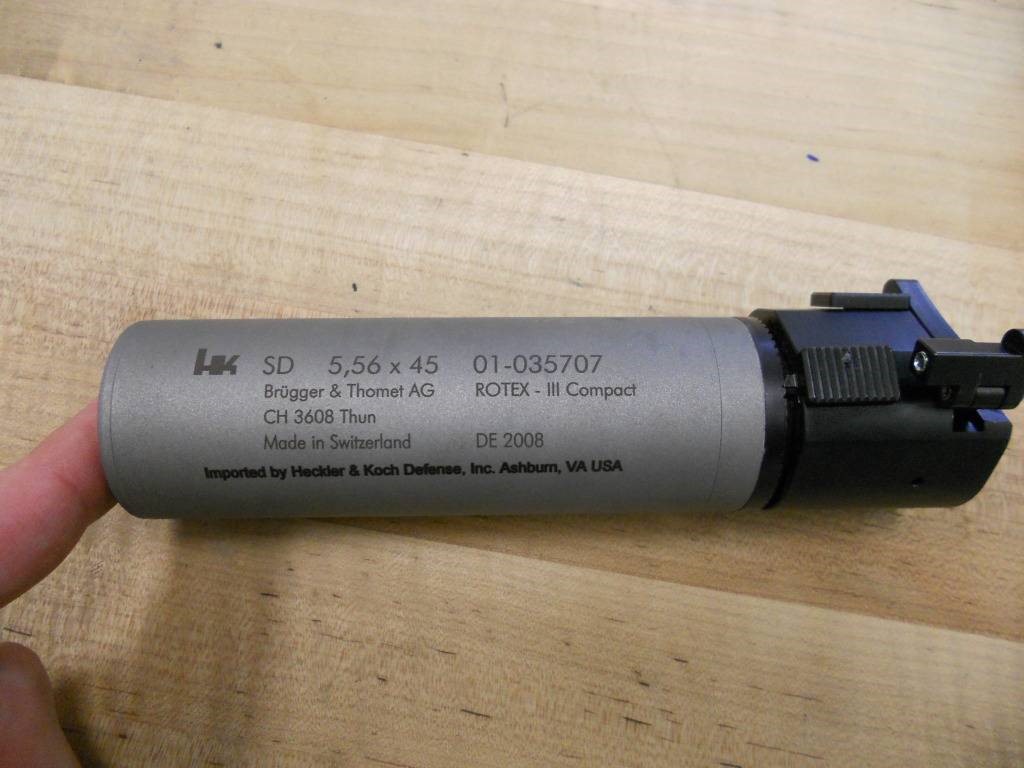 HK SD 5,56 x 45 01-035707
Brügger & Thomet AG ROTEX - III Compact
CH 3608 Thun
Made in Switzerland DE 2008
Imported by Heckler & Koch Defense, Inc. Ashburn, VA USA